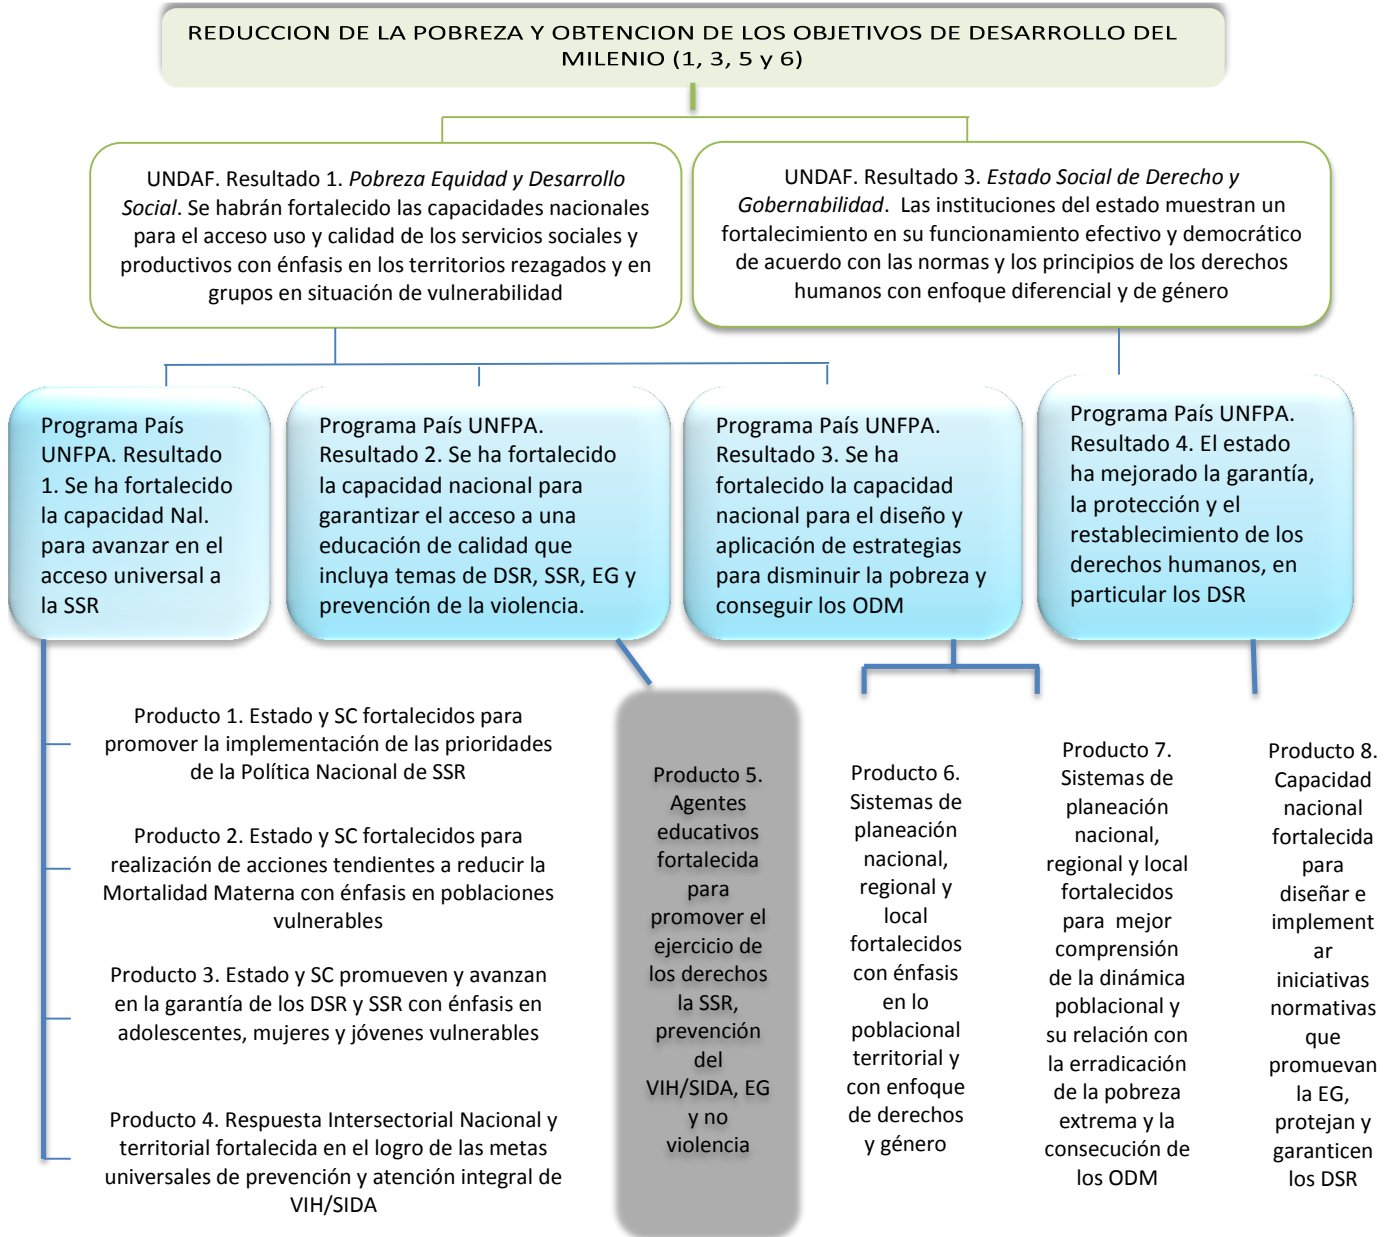 REDUCCION DE LA POBREZA Y OBTENCION DE LOS OBJETIVOS DE DESARROLLO DEL
MILENIO (1, 3, 5 y 6)
UNDAF. Resultado 1. Pobreza Equidad y Desarrollo
Social. Se habrán fortalecido las capacidades nacionales
para el acceso uso y calidad de los servicios sociales y
productivos con énfasis en los territorios rezagados y en
grupos en situación de vulnerabilidad
UNDAF. Resultado 3. Estado Social de Derecho y
Gobernabilidad. Las instituciones del estado muestran un
fortalecimiento en su funcionamiento efectivo y democrático
de acuerdo con las normas y los principios de los derechos
humanos con enfoque diferencial y de género
Programa País
UNFPA. Resultado
1. Se ha fortalecido
la capacidad Nal.
para avanzar en el
acceso universal a
la SSR
Programa País UNFPA.
Resultado 2. Se ha fortalecido
la capacidad nacional para
garantizar el acceso a una
educación de calidad que
incluya temas de DSR, SSR, EG y
prevención de la violencia.
Programa País UNFPA.
Resultado 3. Se ha
fortalecido la capacidad
nacional para el diseño y
aplicación de estrategias
para disminuir la pobreza y
conseguir los ODM
Programa País UNFPA.
Resultado 4. El estado
ha mejorado la garantía,
la protección y el
restablecimiento de los
derechos humanos, en
particular los DSR
Producto 1. Estado y SC fortalecidos para
promover la implementación de las prioridades
de la Política Nacional de SSR
Producto 2. Estado y SC fortalecidos para
realización de acciones tendientes a reducir la
Mortalidad Materna con énfasis en poblaciones
vulnerables
Producto 3. Estado y SC promueven y avanzan
en la garantía de los DSR y SSR con énfasis en
adolescentes, mujeres y jóvenes vulnerables
Producto 4. Respuesta Intersectorial Nacional y
territorial fortalecida en el logro de las metas
universales de prevención y atención integral de
VIH/SIDA
Producto 5.
Agentes
educativos
fortalecida
para
promover el
ejercicio de
los derechos
la SSR,
prevención
del
VIH/SIDA, EG
y no
violencia
Producto 6.
Sistemas de
planeación
nacional,
regional y
local
fortalecidos
con énfasis
en lo
poblacional
territorial y
con enfoque
de derechos
y género
Producto 7.
Sistemas de
planeación
nacional,
regional y local
fortalecidos
para mejor
comprensión
de la dinámica
poblacional y
su relación con
la erradicación
de la pobreza
extrema y la
consecución de
los ODM
Producto 8.
Capacidad
nacional
fortalecida
para
diseñar e
implement
ar
iniciativas
normativas
que
promuevan
la EG,
protejan y
garanticen
los DSR